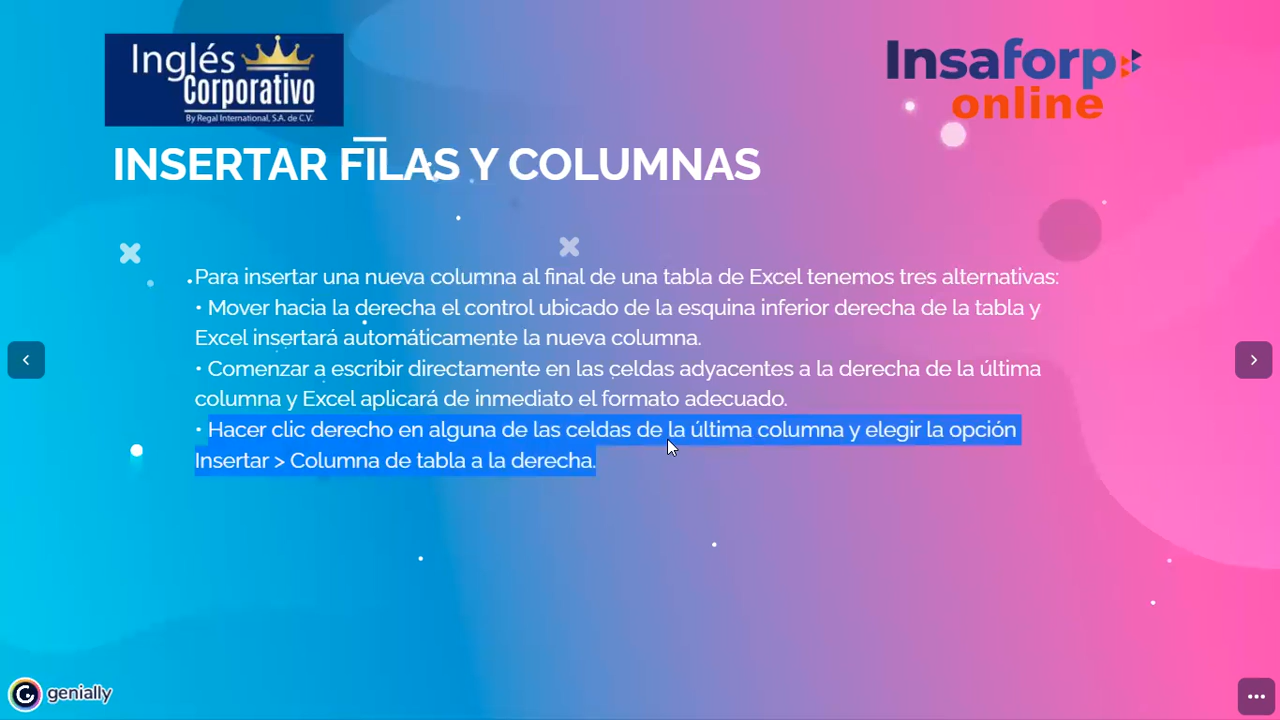 Inglés
Corporativo
By Regal International, S.A. de C.V.
Insaforp
online
INSERTAR FILAS Y COLUMNAS
Para insertar una nueva columna al final de una tabla de Excel tenemos tres alternativas:
• Mover hacia la derecha el control ubicado de la esquina inferior derecha de la tabla y
Excel insertará automáticamente la nueva columna.
• Comenzar a escribir directamente en las celdas adyacentes a la derecha de la última
columna y Excel aplicará de inmediato el formato adecuado.
• Hacer clic derecho en alguna de las celdas de la última columna y elegir la opción
Insertar > Columna de tabla a la derecha.
genially